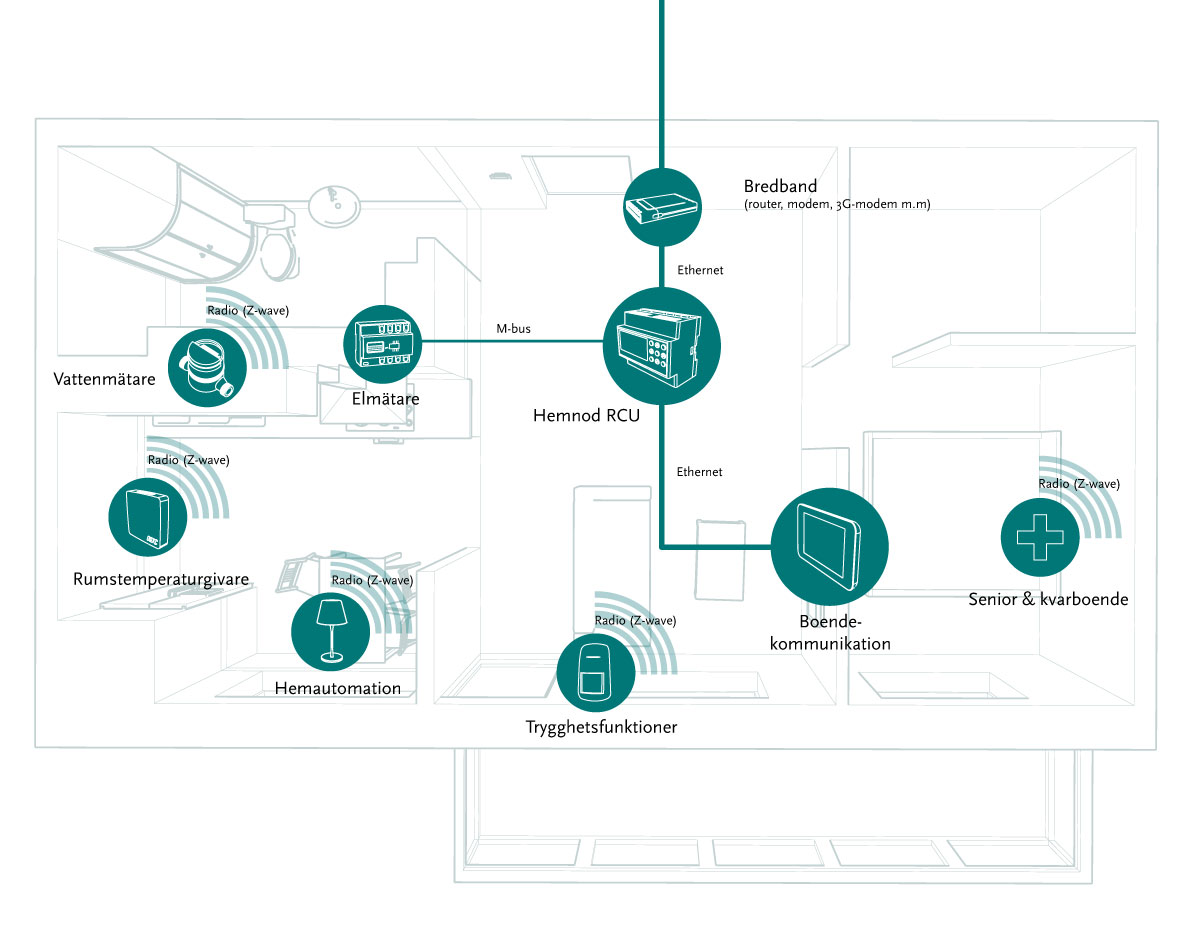 Bredband
(router, modem, 3G-modem m.m)
Ethernet
Radio (Z-wave)
M-bus
Vattenmätare
Elmätare
Hemnod RCU
Radio (Z-wave)
Ethernet
Radio (Z-wave)
Rumstemperaturgivare
Radio (Z-wave)
Senior & kvarboende
Radio (Z-wave)
Boende-
kommunikation
Hemautomation
Trygghetsfunktioner